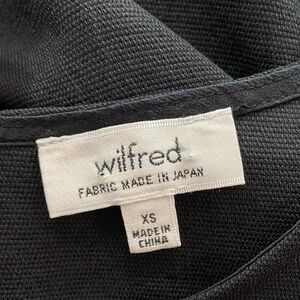 wilfred
FABRIC MADE IN JAPAN
XS
MADE IN
CHINA